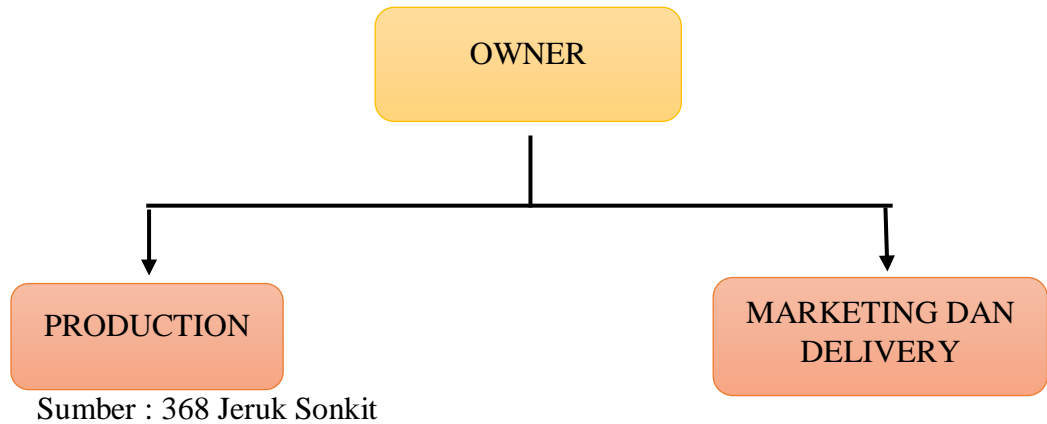 OWNER
PRODUCTION
MARKETING DAN
DELIVERY
Sumber : 368 Jeruk Sonkit